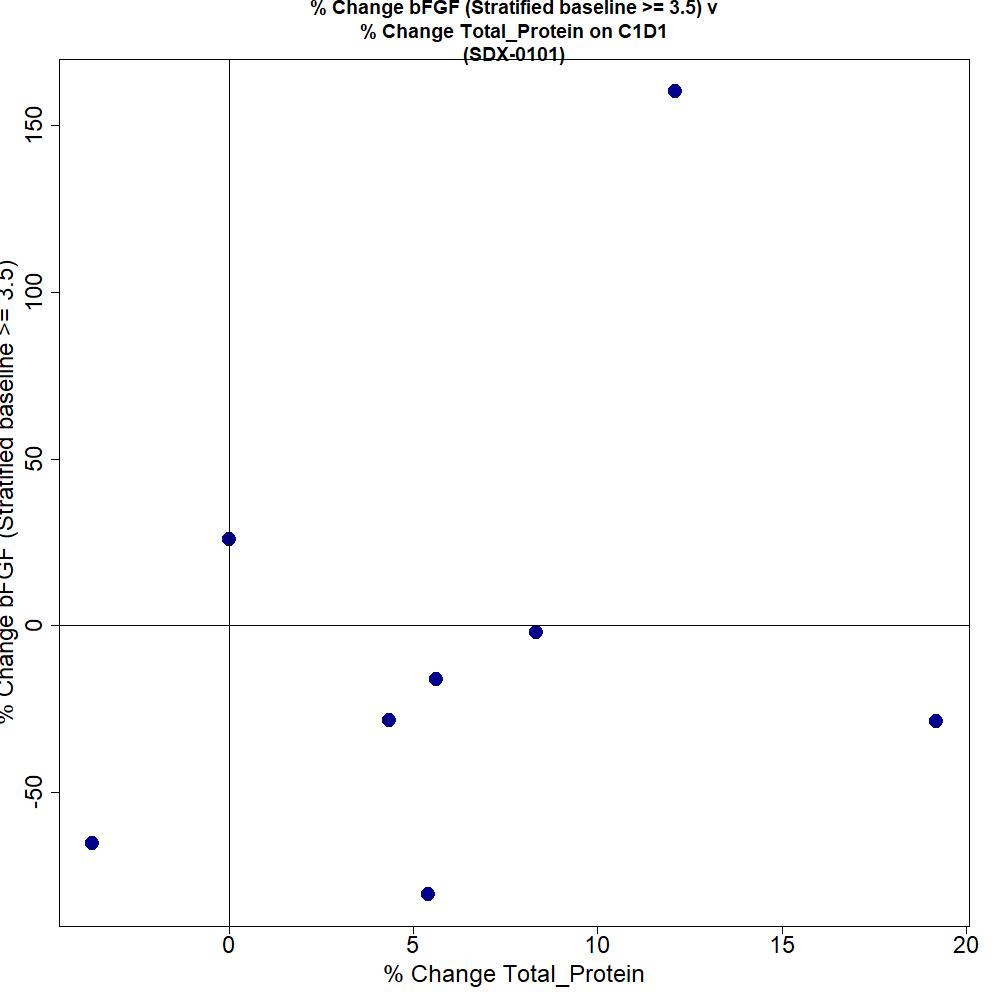 % Change bFGF (Stratified baseline >= 3.5) v
% Change Total_Protein on C1D1
(SDX-0101)
% Change bFGF (Stratified baseline >= 3.5)
150
100
50
0
-50
0 5 10 15 20
% Change Total_Protein